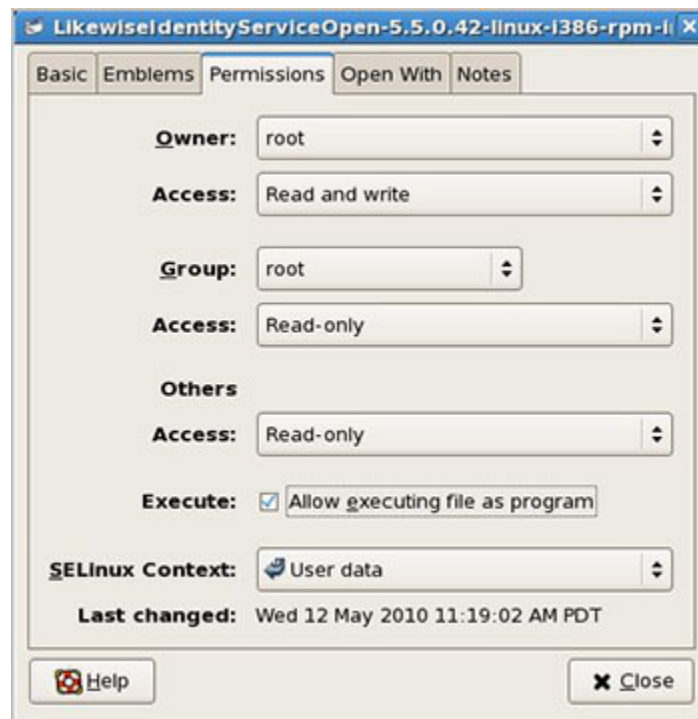 LikewiseIdentityServiceOpen-5.5.0.42-linux-i386-rpm-i
Basic Emblems Permissions Open With Notes
Owner: root
Access: Read and write
Group: root
Access: Read-only
Others
Access: Read-only
Execute: Allow executing file as program
SELinux Context: User data
Last changed: Wed 12 May 2010 11:19:02 AM PDT
Help Close